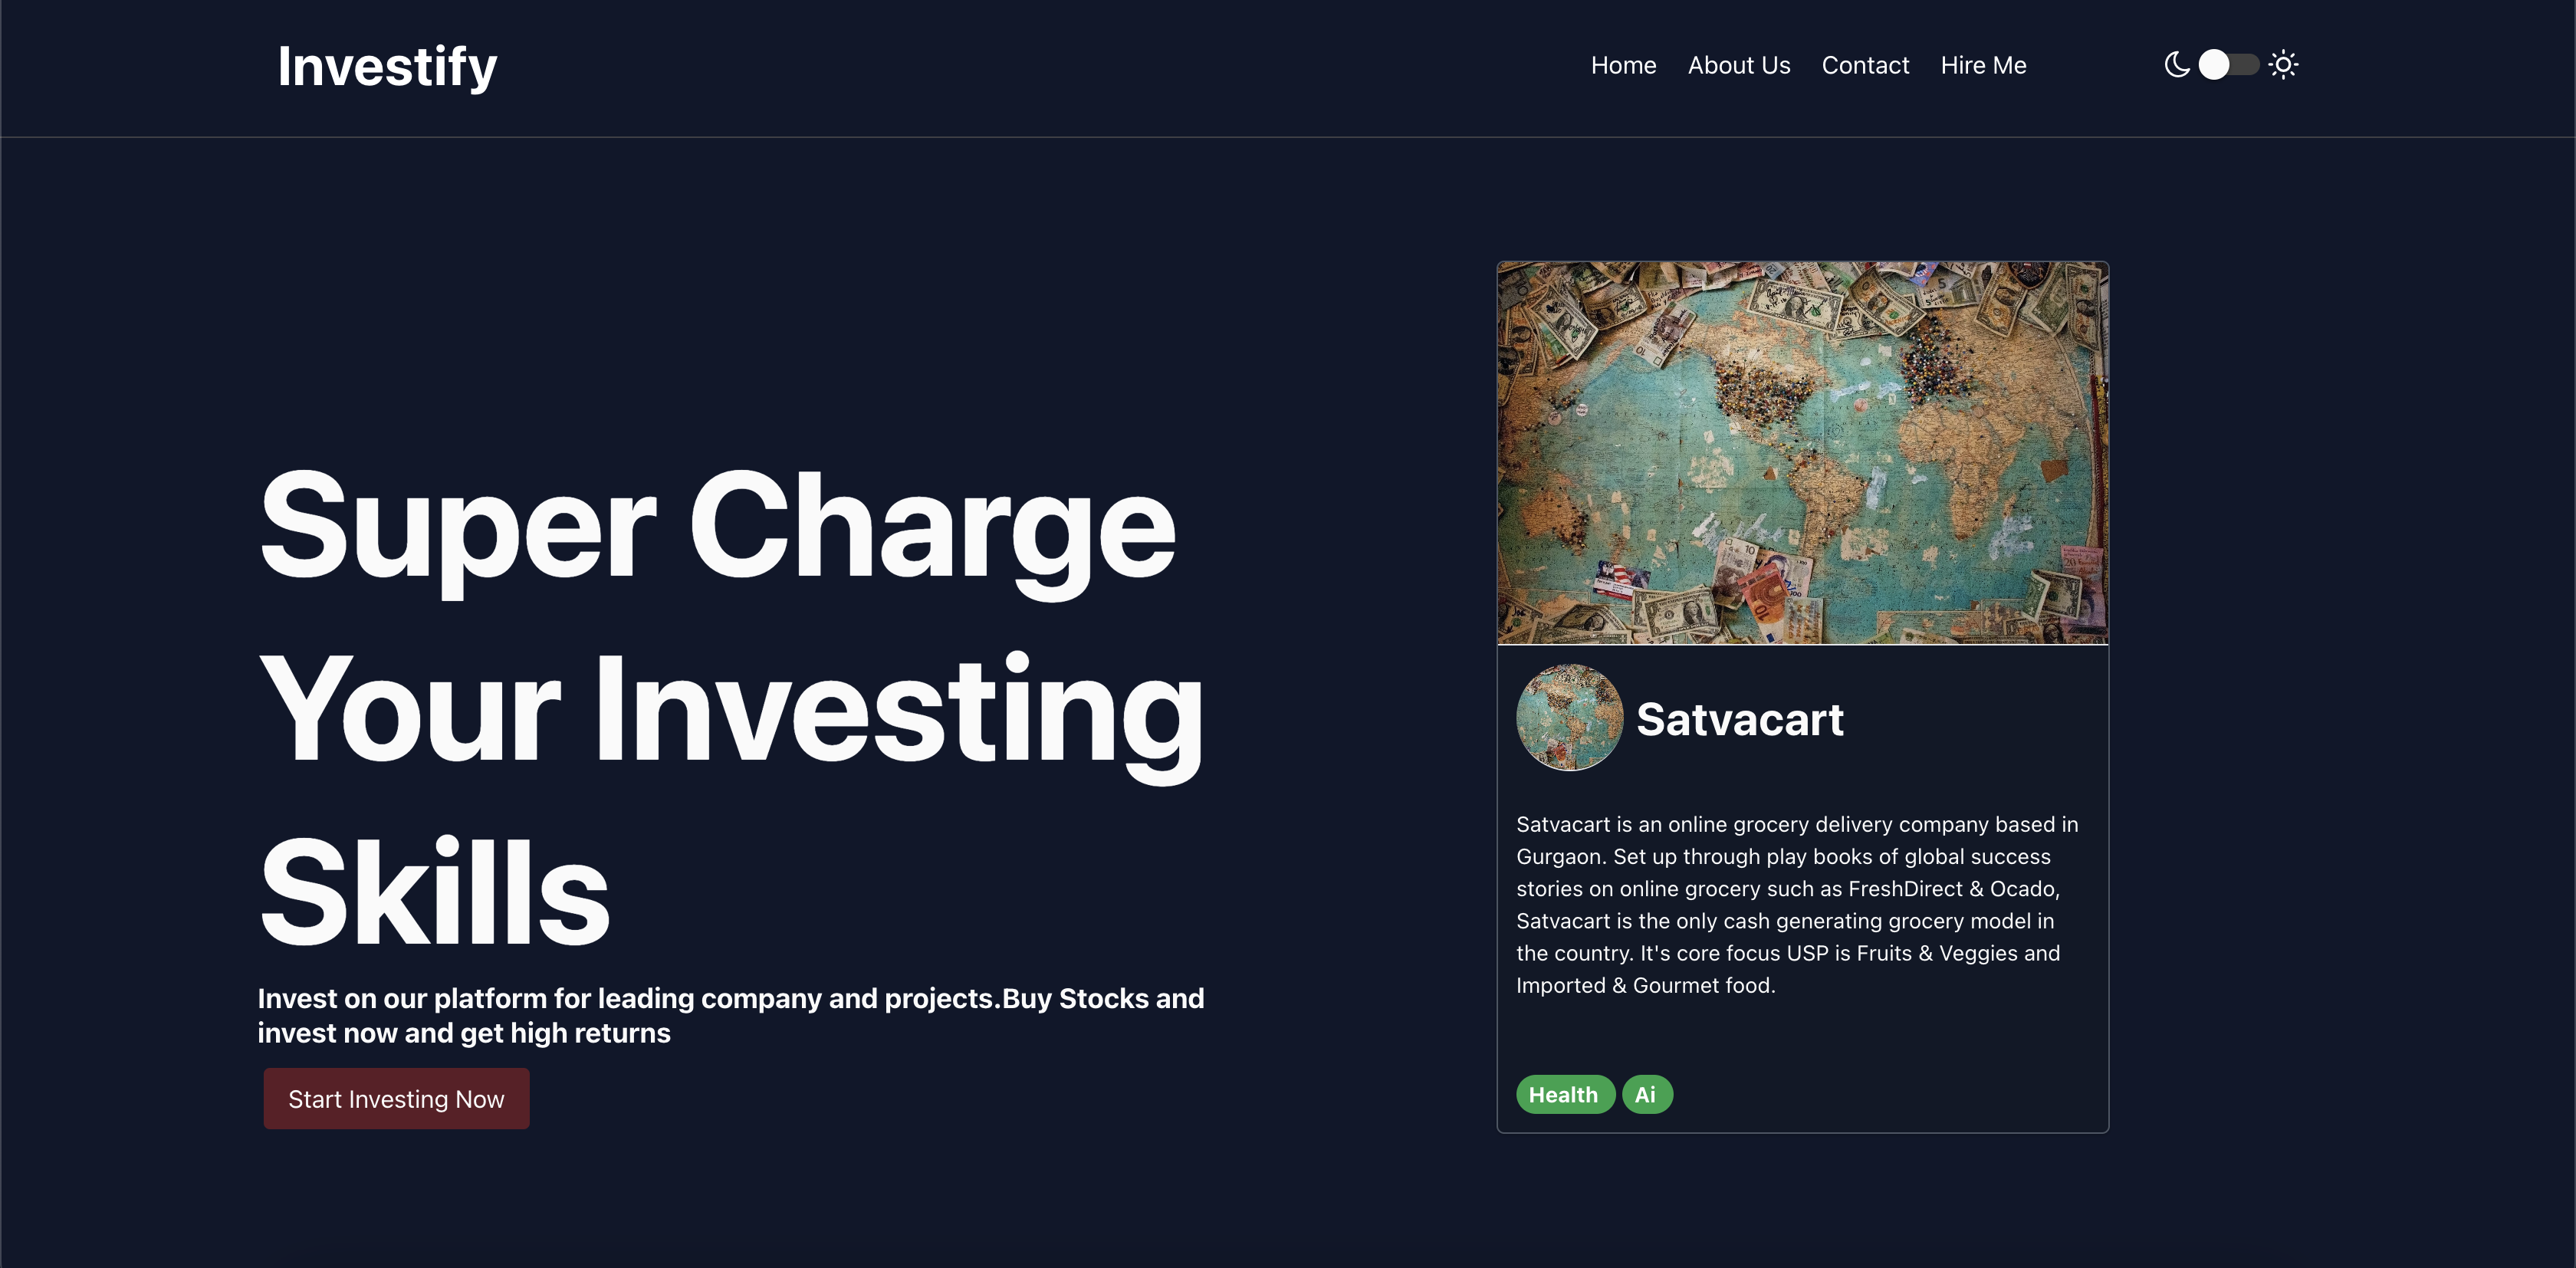 Investify
Home About Us Contact Hire Me
Super Charge
Your Investing
Skills
Invest on our platform for leading company and projects.Buy Stocks and
invest now and get high returns
Start Investing Now
Satvacart
Satvacart is an online grocery delivery company based in
Gurgaon. Set up through play books of global success
stories on online grocery such as FreshDirect & Ocado,
Satvacart is the only cash generating grocery model in
the country. It's core focus USP is Fruits & Veggies and
Imported & Gourmet food.
Health Ai